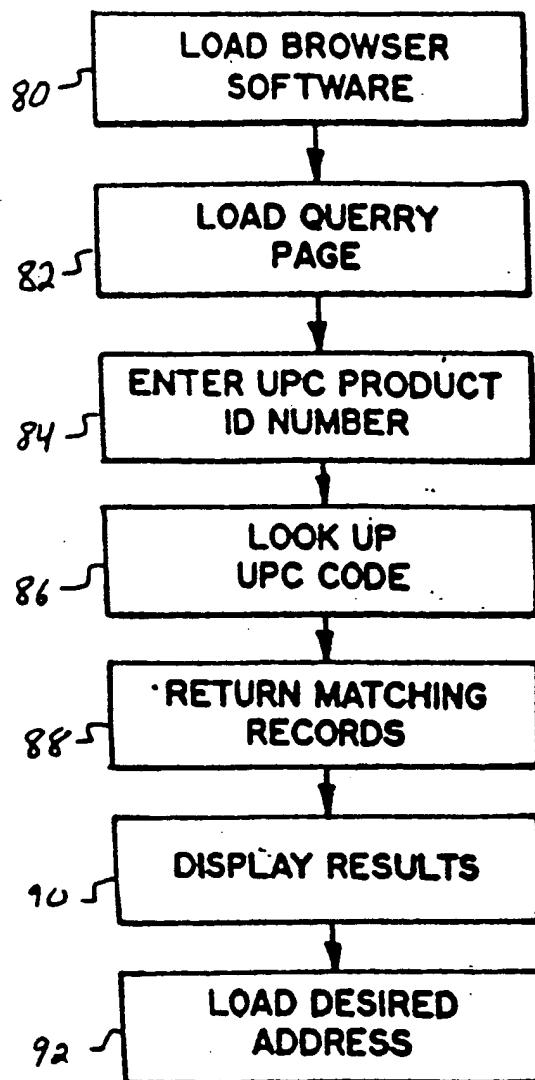 80
LOAD BROWSER
SOFTWARE
82
LOAD QUERRY
PAGE
84
ENTER UPC PRODUCT
ID NUMBER
86
LOOK UP
UPC CODE
88
RETURN MATCHING
RECORDS
90
DISPLAY RESULTS
92
LOAD DESIRED
ADDRESS